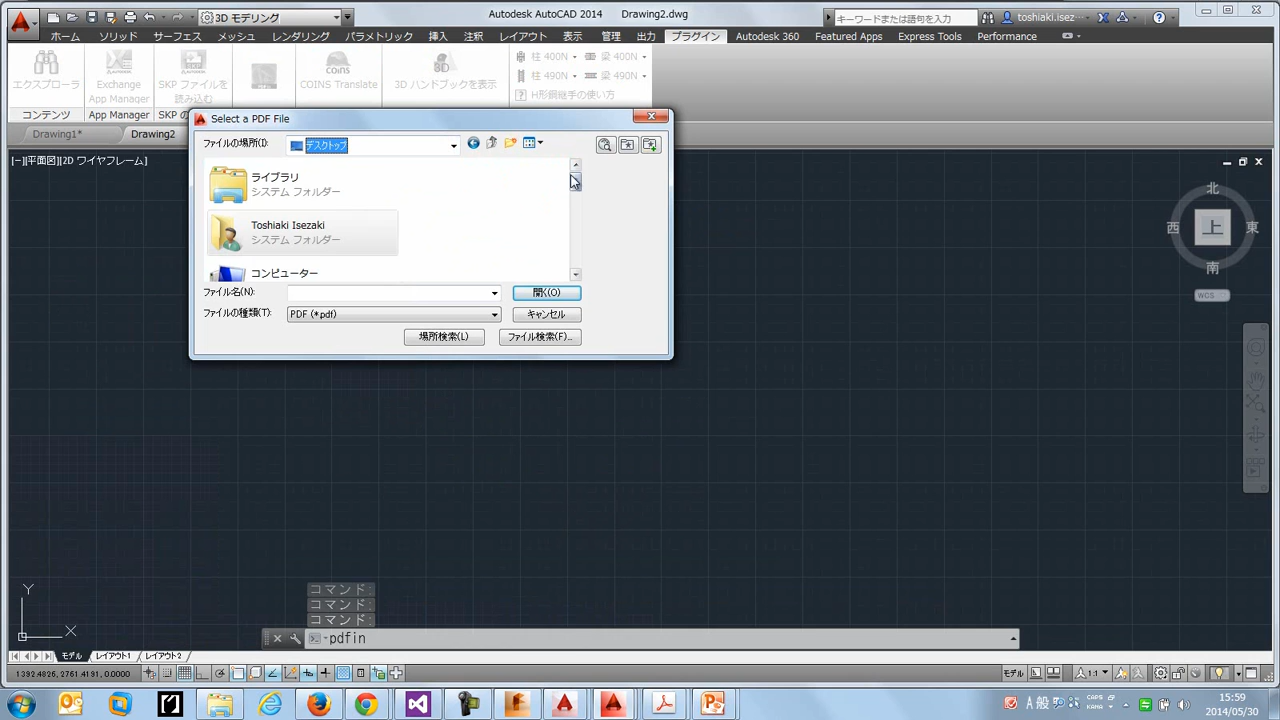 3D モデリング
Autodesk AutoCAD 2014 Drawing2.dwg
キーワードまたは語句を入力
toshiaki.isez...
ホーム ソリッド サーフェス メッシュ レンダリング パラメトリック 挿入 注釈 レイアウト 表示 管理 出力 プラグイン Autodesk 360 Featured Apps Express Tools Performance
エクスプローラ
Exchange
App Manager
SKP ファイルを
読み込む
COINS Translate
3D ハンドブックを表示
柱 400N 梁 400N
柱 490N 梁 490N
H形鋼継手の使い方
コンテンツ App Manager SKP の
Drawing1* Drawing2
Select a PDF File
ファイルの場所(I): デスクトップ
ライブラリ
システム フォルダー
Toshiaki Isezaki
システム フォルダー
コンピューター
ファイル名(N): 開く(O)
ファイルの種類(T): PDF (*pdf) キャンセル
場所検索(L) ファイル検索(F)...
[−][平面図][2D ワイヤフレーム]
北
西 上 東
南
WCS
Y
X
コマンド:
コマンド:
コマンド:
pdfin
モデル レイアウト1 レイアウト2
1392.4826, 2761.4191, 0.0000
モデル
1:1
A 般
CAPS
KANA
15:59
2014/05/30